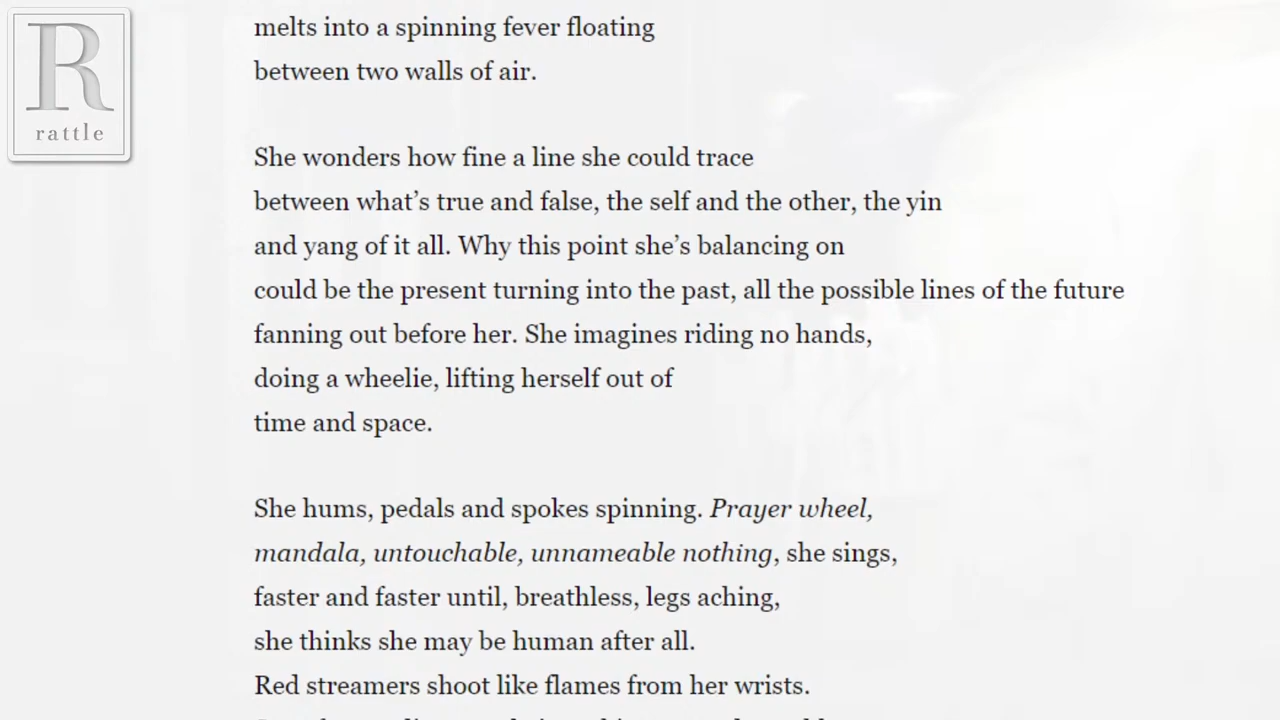 R
rattle
melts into a spinning fever floating
between two walls of air.
She wonders how fine a line she could trace
between what’s true and false, the self and the other, the yin
and yang of it all. Why this point she’s balancing on
could be the present turning into the past, all the possible lines of the future
fanning out before her. She imagines riding no hands,
doing a wheelie, lifting herself out of
time and space.
She hums, pedals and spokes spinning. Prayer wheel,
mandala, untouchable, unnameable nothing, she sings,
faster and faster until, breathless, legs aching,
she thinks she may be human after all.
Red streamers shoot like flames from her wrists.